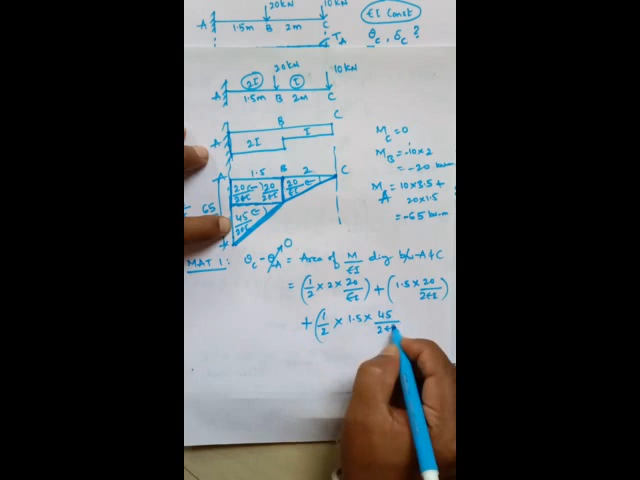 20KN 10KN
EI Const
A 1.5m B 2m C
θc, δc ?
TA
20KN 10KN
2I I
A 1.5m B 2m C
B C
A 2I I
Mc = 0
MB = -10×2
= -20 kN.m
MA = 10×3.5 +
20×1.5
= -65 kN.m
A 1.5 B 2 C
20/2EI (-) 20/2EI 20/EI (-)
65
45/2EI (-)
MAT 1: θc - θA = Area of M/EI diag b/w A & C
0
= (1/2 × 2 × 20/EI) + (1.5 × 20/2EI)
+ (1/2 × 1.5 × 45/2EI